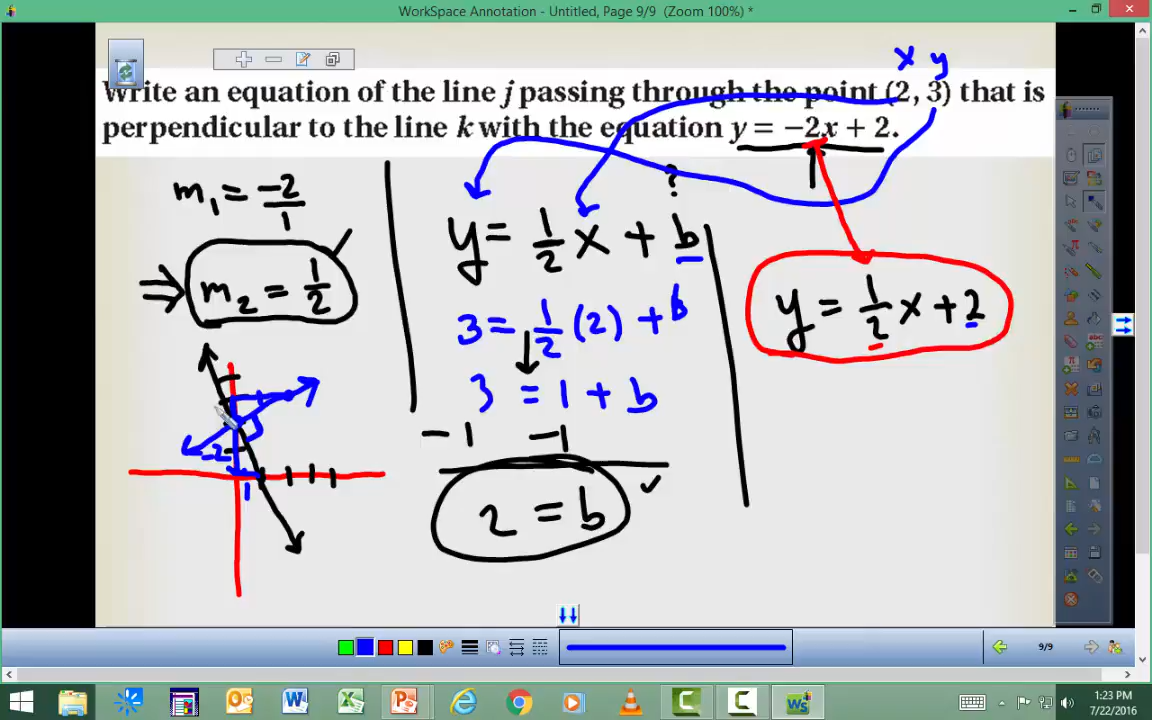 WorkSpace Annotation - Untitled, Page 9/9 (Zoom 100%) *
x y
Write an equation of the line j passing through the point (2, 3) that is
perpendicular to the line k with the equation y = −2x + 2.
?
m₁ = -2/1
m₂ = 1/2
-2
1
y = 1/2 x + b
3 = 1/2 (2) + b
3 = 1 + b
-1 -1
2 = b
y = 1/2 x + 2
9/9
1:23 PM
7/22/2016